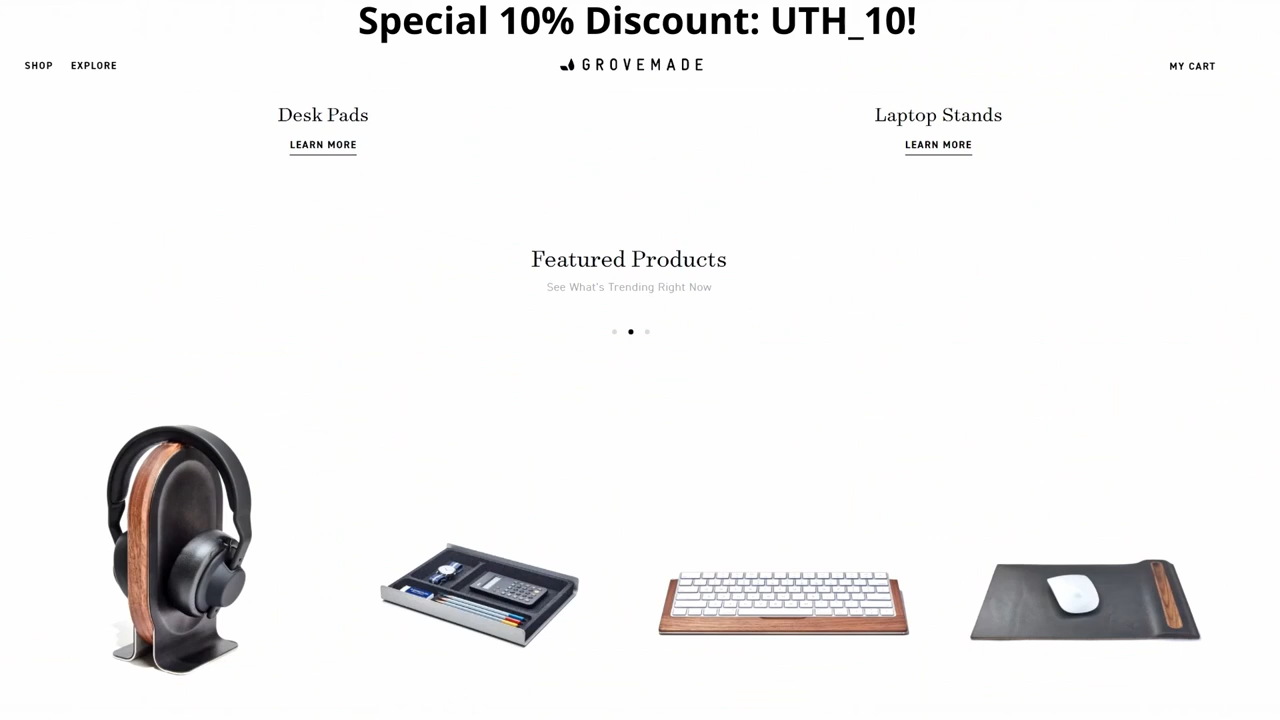 Special 10% Discount: UTH_10!
SHOP EXPLORE GROVEMADE MY CART
Desk Pads Laptop Stands
LEARN MORE LEARN MORE
Featured Products
See What's Trending Right Now